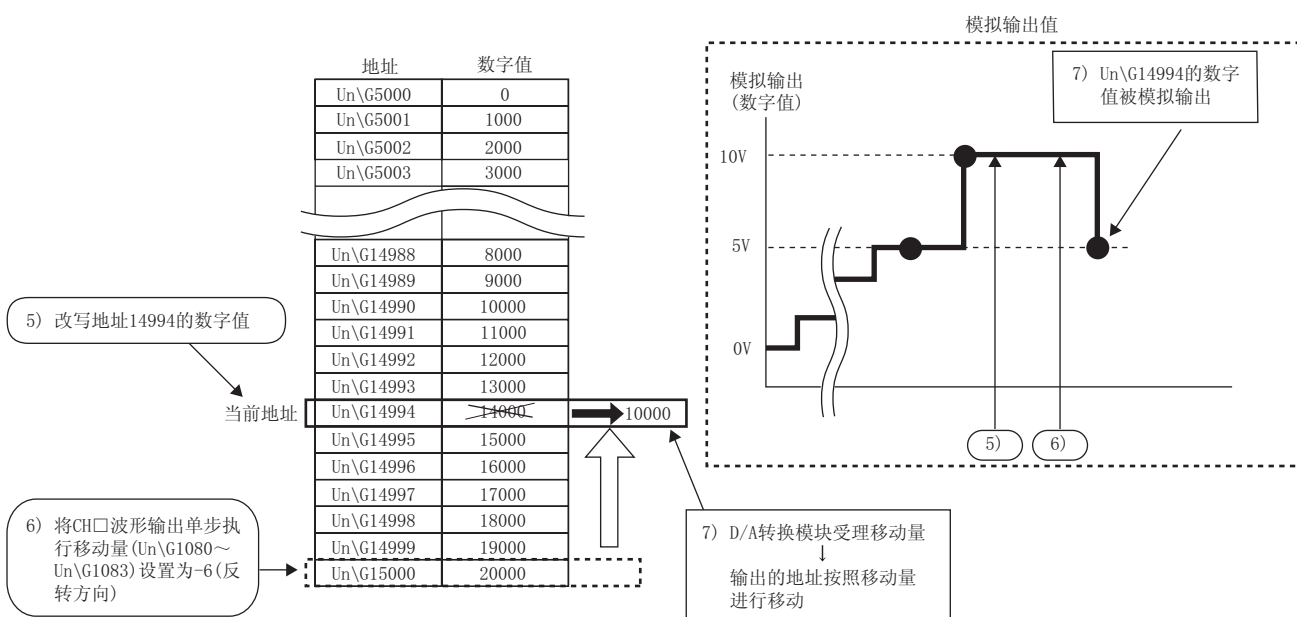 模拟输出值
地址 数字值
Un\G5000 0
Un\G5001 1000
Un\G5002 2000
Un\G5003 3000
Un\G14988 8000
Un\G14989 9000
Un\G14990 10000
Un\G14991 11000
Un\G14992 12000
Un\G14993 13000
当前地址 Un\G14994 14000 10000
Un\G14995 15000
Un\G14996 16000
Un\G14997 17000
Un\G14998 18000
Un\G14999 19000
Un\G15000 20000
5) 改写地址14994的数字值
6) 将CH□波形输出单步执
行移动量(Un\G1080～
Un\G1083)设置为-6(反
转方向)
模拟输出
(数字值)
10V
5V
0V
7) Un\G14994的数字
值被模拟输出
5)
6)
7) D/A转换模块受理移动量
↓
输出的地址按照移动量
进行移动